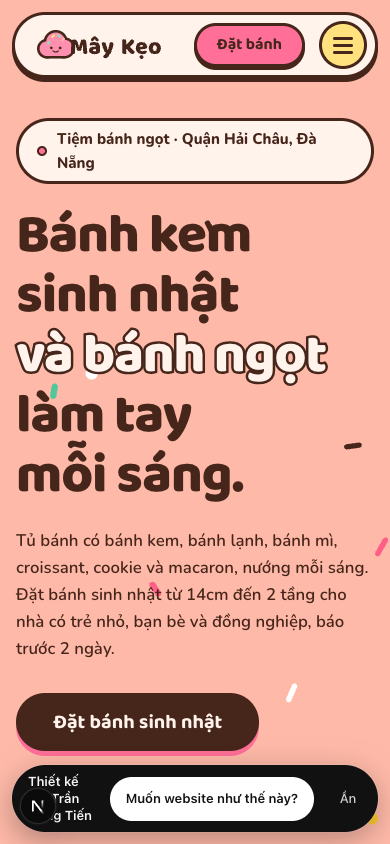 Mây Kẹo
Đặt bánh
Tiệm bánh ngọt · Quận Hải Châu, Đà
Nẵng
Bánh kem
sinh nhật
và bánh ngọt
làm tay
mỗi sáng.
Tủ bánh có bánh kem, bánh lạnh, bánh mì,
croissant, cookie và macaron, nướng mỗi sáng.
Đặt bánh sinh nhật từ 14cm đến 2 tầng cho
nhà có trẻ nhỏ, bạn bè và đồng nghiệp, báo
trước 2 ngày.
Đặt bánh sinh nhật
Thiết kế
Trần
Tiến
Muốn website như thế này?
Ẩn
N